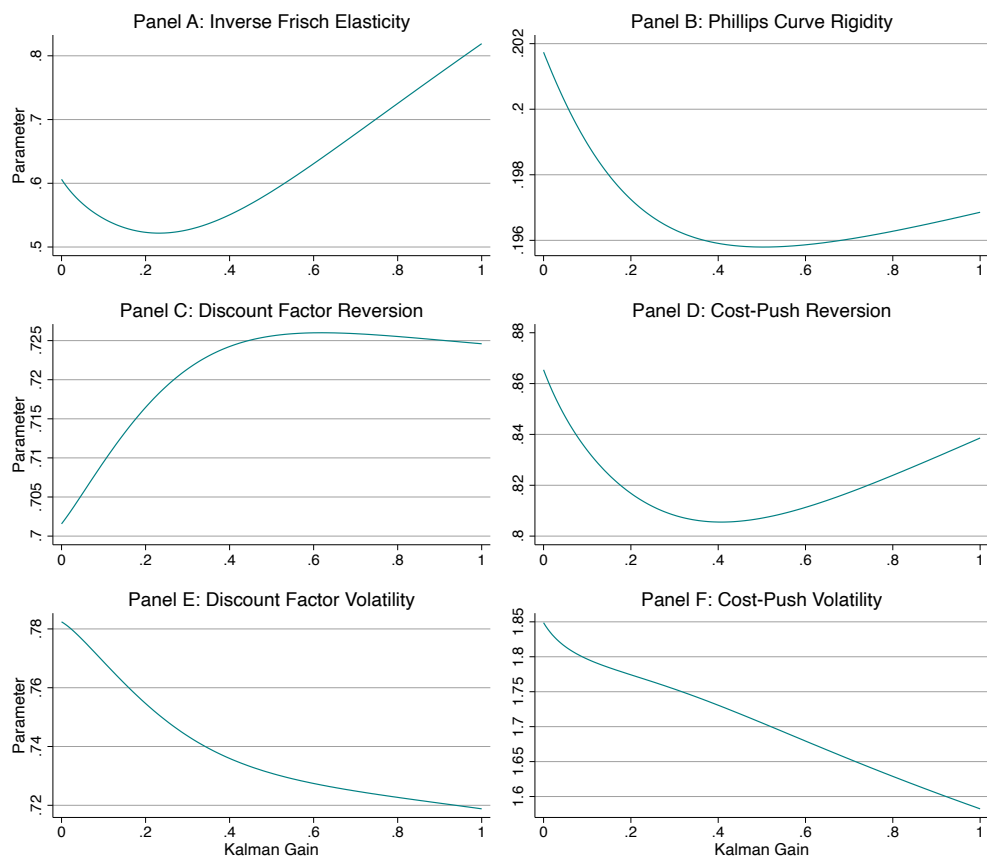 Panel A: Inverse Frisch Elasticity
Parameter
.8
.7
.6
.5
0 .2 .4 .6 .8 1
Panel B: Phillips Curve Rigidity
.202
.2
.198
.196
0 .2 .4 .6 .8 1
Panel C: Discount Factor Reversion
Parameter
.725
.72
.715
.71
.705
.7
0 .2 .4 .6 .8 1
Panel D: Cost-Push Reversion
.88
.86
.84
.82
.8
0 .2 .4 .6 .8 1
Panel E: Discount Factor Volatility
Parameter
.78
.76
.74
.72
0 .2 .4 .6 .8 1
Kalman Gain
Panel F: Cost-Push Volatility
1.85
1.8
1.75
1.7
1.65
1.6
0 .2 .4 .6 .8 1
Kalman Gain